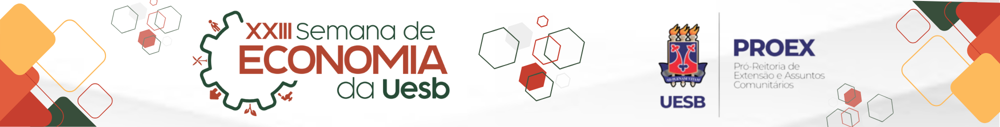 XXIII Semana de
ECONOMIA
da Uesb
AD PLENAM VITAM
UESB
PROEX
Pró-Reitoria de
Extensão e Assuntos
Comunitários